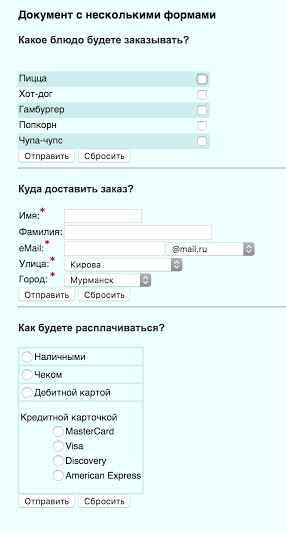 Документ с несколькими формами
Какое блюдо будете заказывать?
Пицца
Хот-дог
Гамбургер
Попкорн
Чупа-чупс
Отправить Сбросить
Куда доставить заказ?
Имя:*
Фамилия:
eMail:* @mail.ru
Улица:* Кирова
Город:* Мурманск
Отправить Сбросить
Как будете расплачиваться?
Наличными
Чеком
Дебитной картой
Кредитной карточкой
MasterCard
Visa
Discovery
American Express
Отправить Сбросить